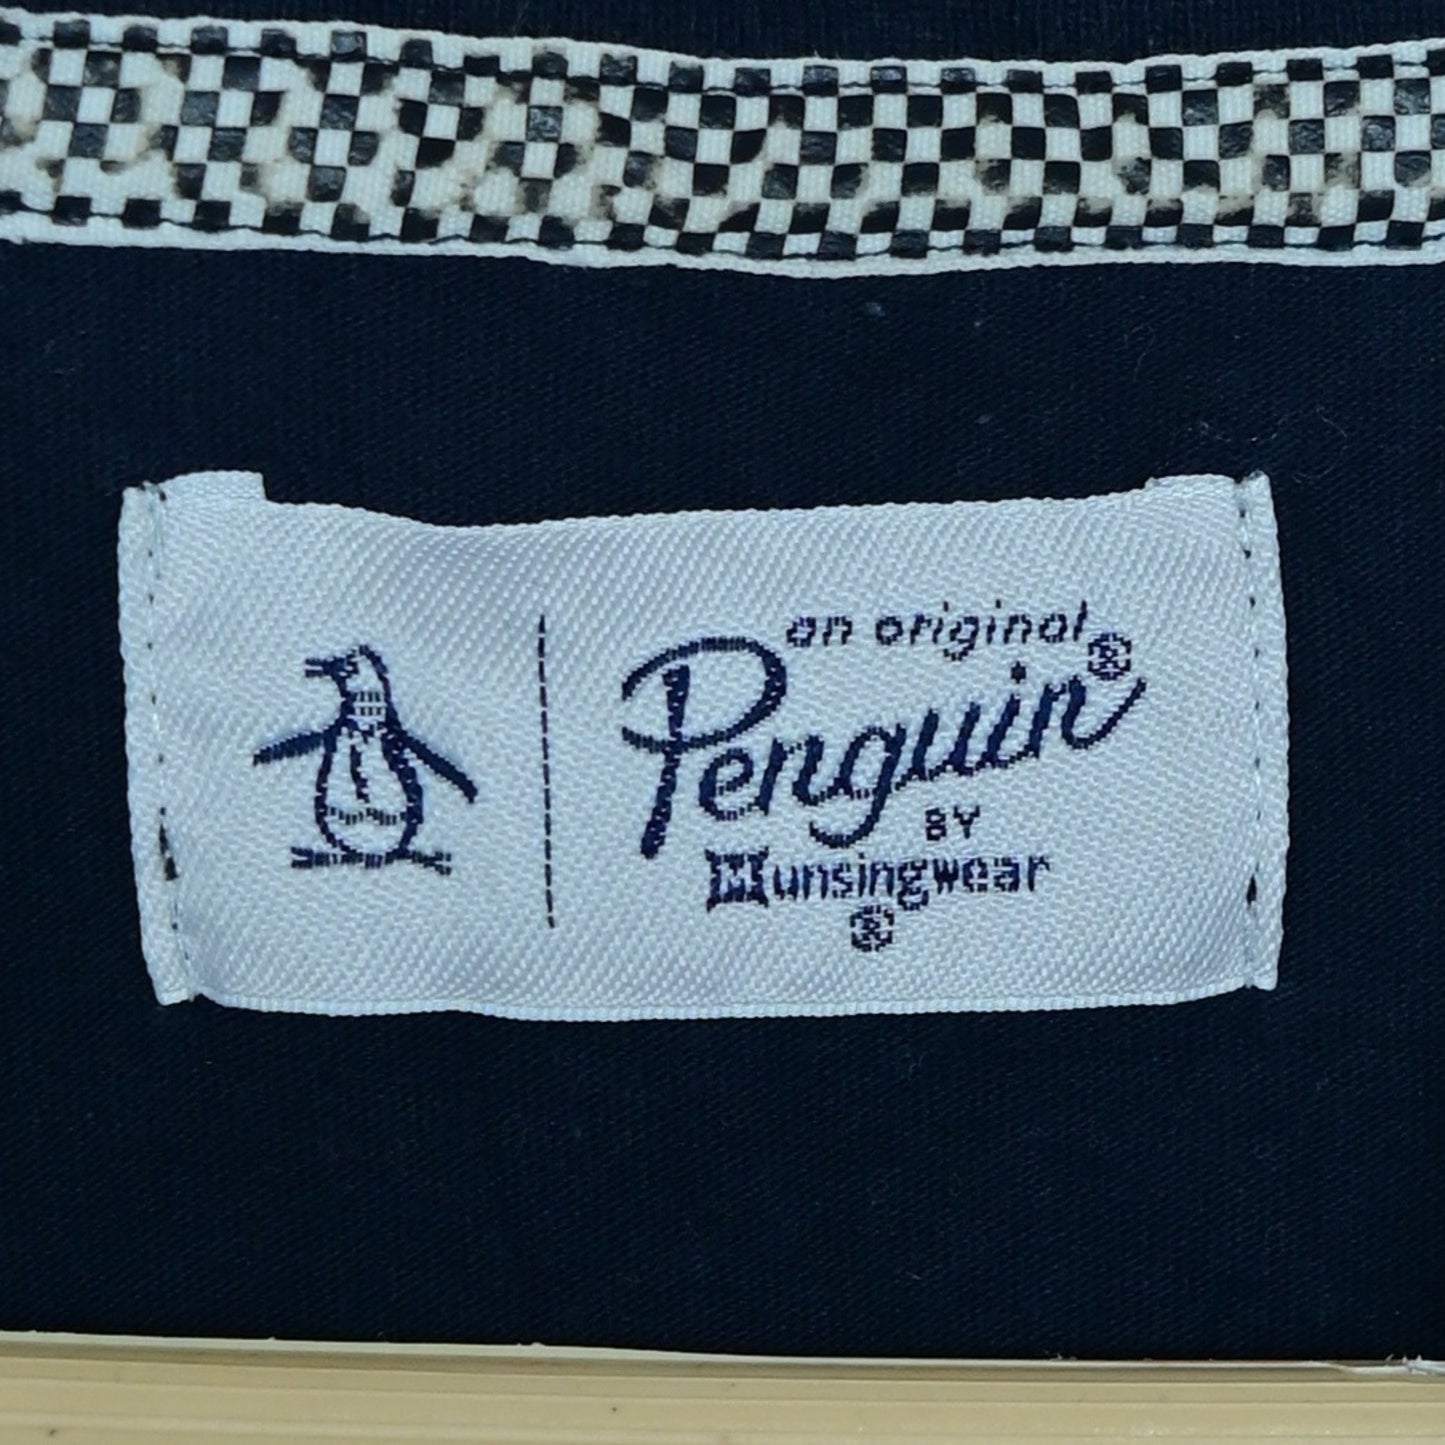 an original
Penguin®
BY
Munsingwear
®